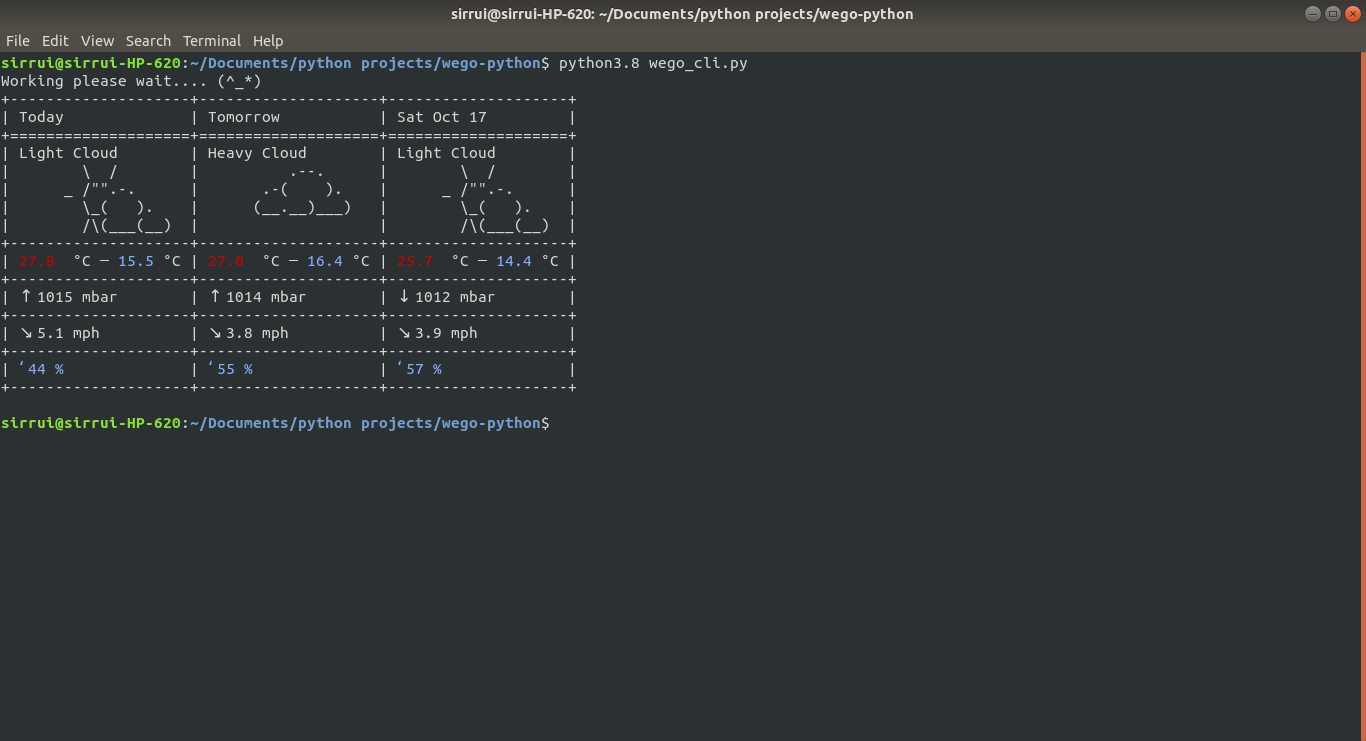 sirrui@sirrui-HP-620: ~/Documents/python projects/wego-python
File Edit View Search Terminal Help
sirrui@sirrui-HP-620:~/Documents/python projects/wego-python$ python3.8 wego_cli.py
Working please wait.... (^_*)
+--------------------+--------------------+--------------------+
| Today              | Tomorrow           | Sat Oct 17         |
+====================+====================+====================+
| Light Cloud        | Heavy Cloud        | Light Cloud        |
|        \  /        |          .--.      |        \  /        |
|      _ /"".-.      |       .-(    ).    |      _ /"".-.      |
|        \_(   ).    |      (__.__)___)   |        \_(   ).    |
|        /\(___(__)  |                    |        /\(___(__)  |
+--------------------+--------------------+--------------------+
| 27.8  °C – 15.5 °C | 27.0  °C – 16.4 °C | 25.7  °C – 14.4 °C |
+--------------------+--------------------+--------------------+
| ↑ 1015 mbar        | ↑ 1014 mbar        | ↓ 1012 mbar        |
+--------------------+--------------------+--------------------+
| ↘ 5.1 mph          | ↘ 3.8 mph          | ↘ 3.9 mph          |
+--------------------+--------------------+--------------------+
| ‘44 %              | ‘55 %              | ‘57 %              |
+--------------------+--------------------+--------------------+
sirrui@sirrui-HP-620:~/Documents/python projects/wego-python$